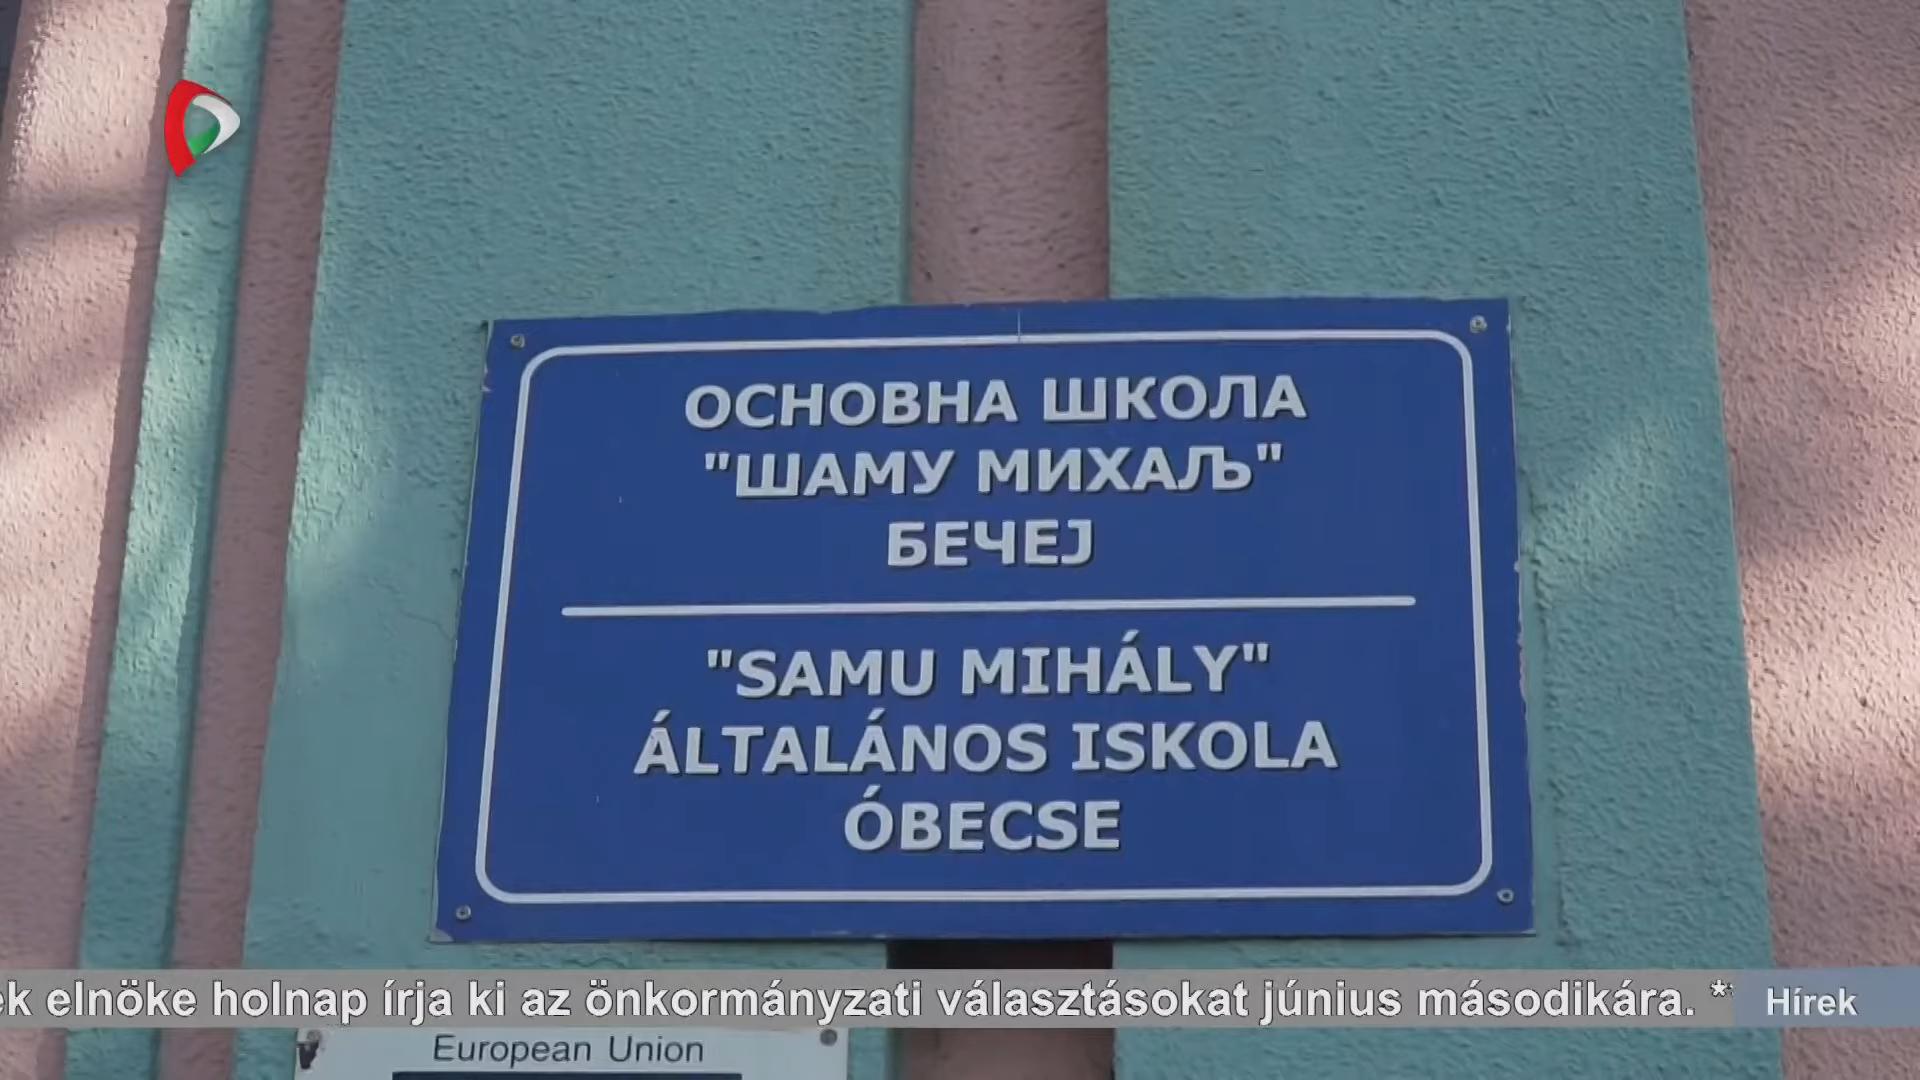 ОСНОВНА ШКОЛА
"ШАМУ МИХАЉ"
БЕЧЕЈ
"SAMU MIHÁLY"
ÁLTALÁNOS ISKOLA
ÓBECSE
elnöke holnap írja ki az önkormányzati választásokat június másodikára. *
Hírek
European Union